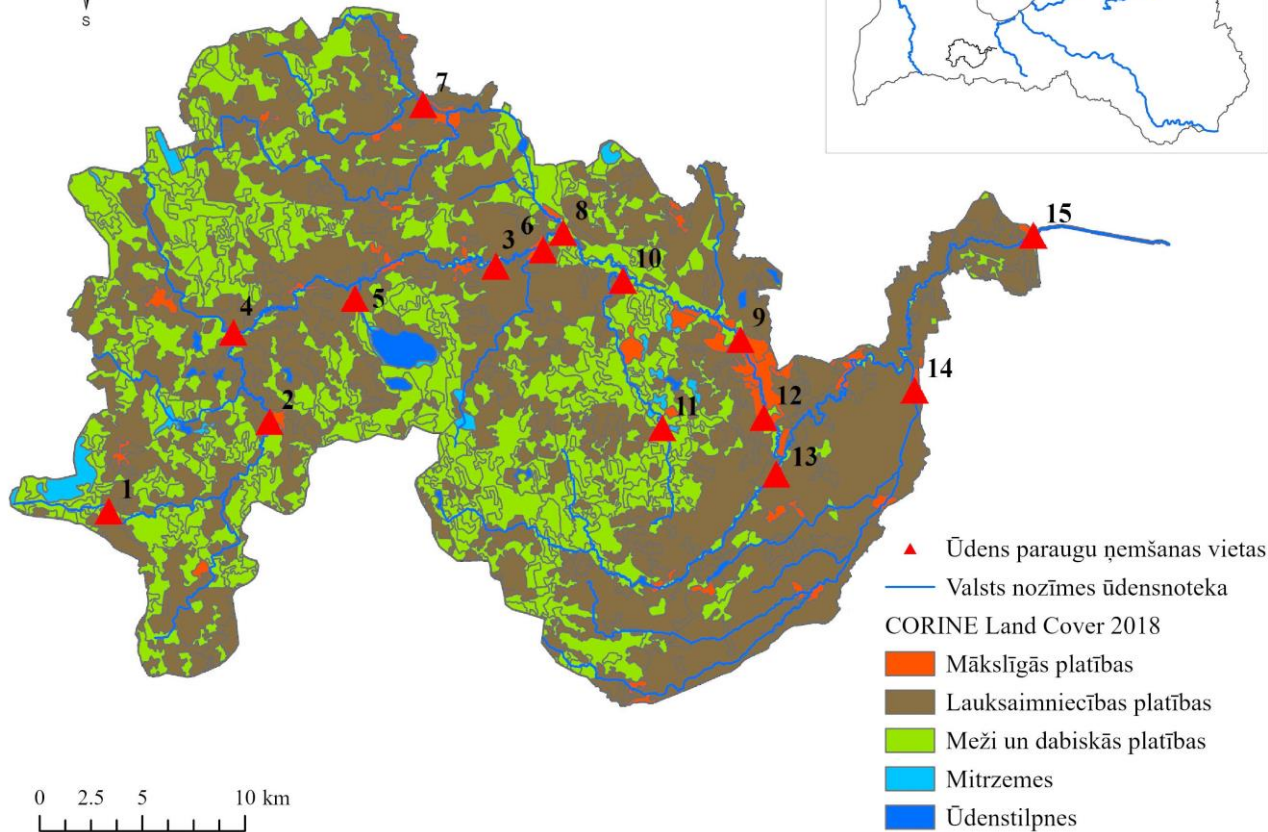 S
7
8
6
3
10
15
5
4
9
2
14
12
11
13
1
Ūdens paraugu ņemšanas vietas
Valsts nozīmes ūdensnoteka
CORINE Land Cover 2018
Mākslīgās platības
Lauksaimniecības platības
Meži un dabiskās platības
Mitrzemes
Ūdenstilpnes
0 2.5 5 10 km